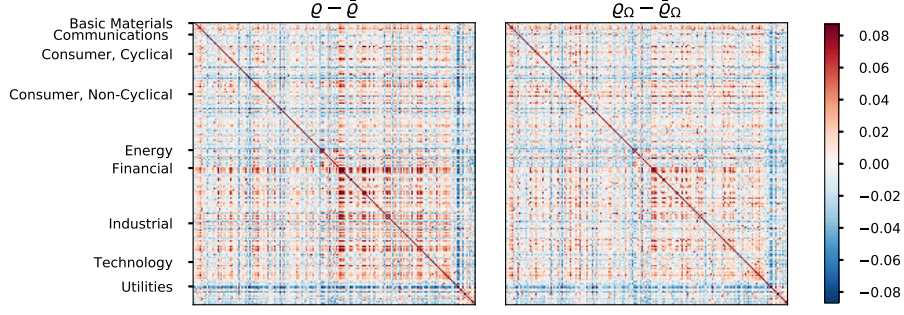 ϱ − ϱ̄
ϱ_Ω − ϱ̄_Ω
Basic Materials
Communications
Consumer, Cyclical
Consumer, Non-Cyclical
Energy
Financial
Industrial
Technology
Utilities
0.08
0.06
0.04
0.02
0.00
−0.02
−0.04
−0.06
−0.08